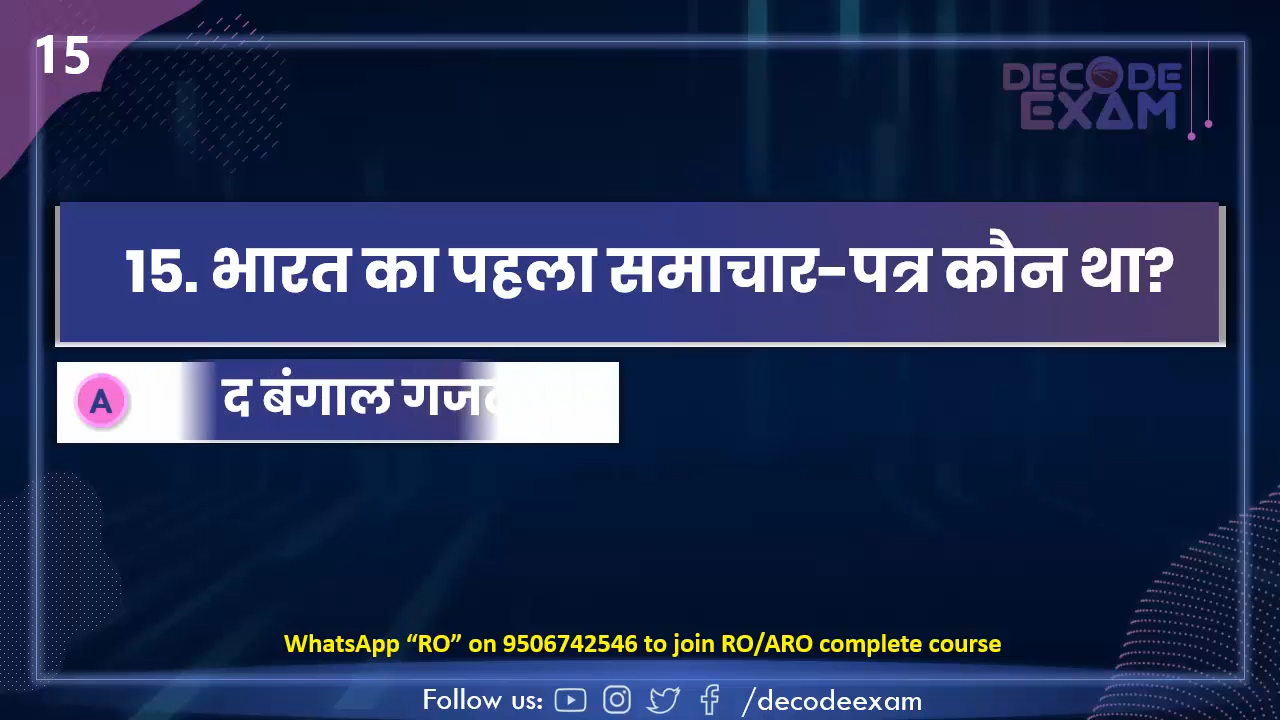 15
DECODE
EXAM
15. भारत का पहला समाचार-पत्र कौन था?
A द बंगाल
WhatsApp “RO” on 9506742546 to join RO/ARO complete course
Follow us: /decodeexam